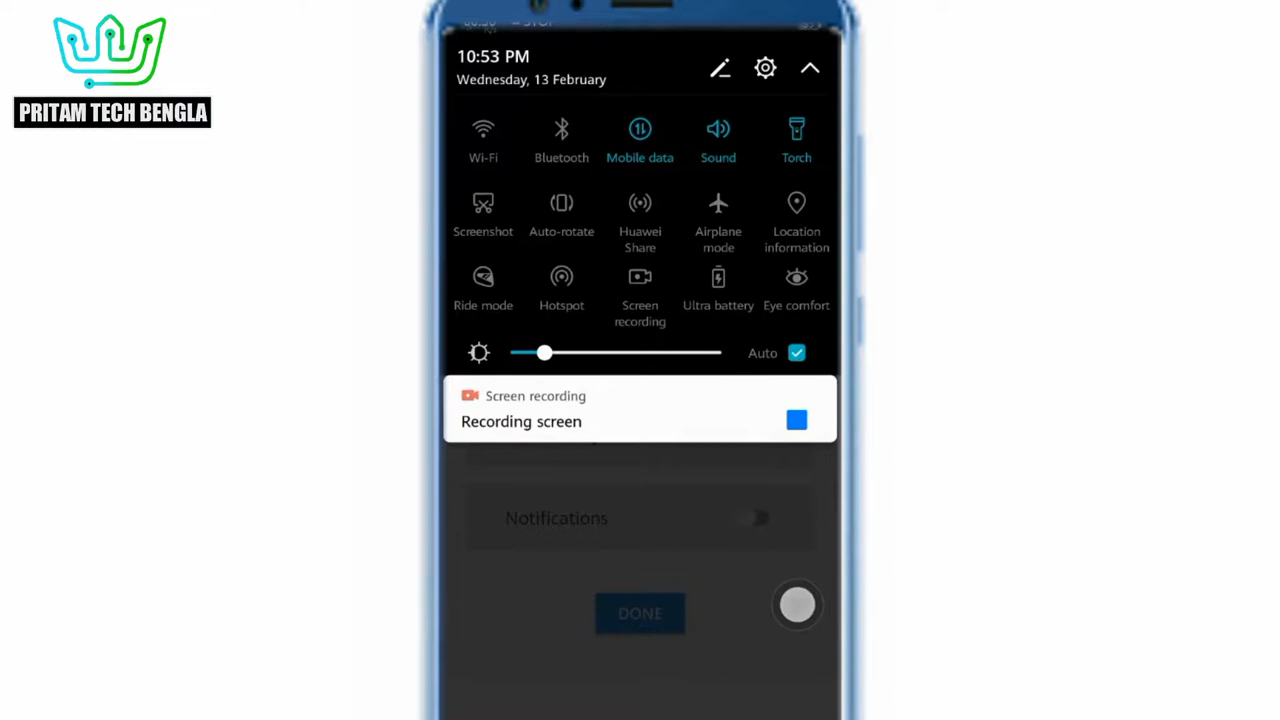 PRITAM TECH BENGLA
10:53 PM
Wednesday, 13 February
Wi-Fi
Bluetooth
Mobile data
Sound
Torch
Screenshot
Auto-rotate
Huawei
Share
Airplane
mode
Location
information
Ride mode
Hotspot
Screen
recording
Ultra battery
Eye comfort
Auto
Screen recording
Recording screen
Notifications
DONE